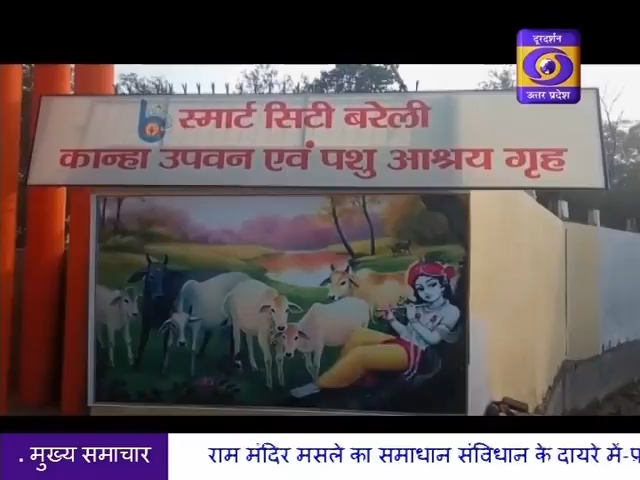 दूरदर्शन
उत्तर प्रदेश
स्मार्ट सिटी बरेली
कान्हा उपवन एवं पशु आश्रय गृह
. मुख्य समाचार
राम मंदिर मसले का समाधान संविधान के दायरे में-प्र